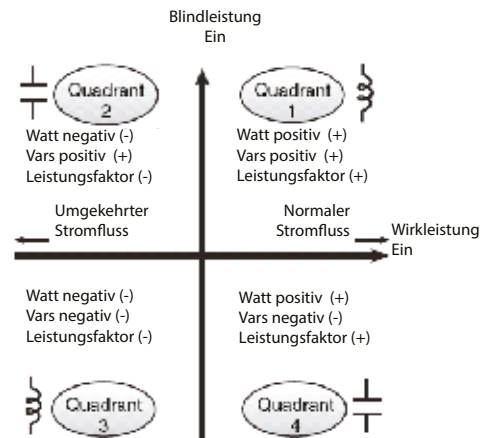 Blindleistung
Ein
Quadrant
2
Watt negativ (-)
Vars positiv (+)
Leistungsfaktor (-)
Quadrant
1
Watt positiv (+)
Vars positiv (+)
Leistungsfaktor (+)
Umgekehrter
Stromfluss
Normaler
Stromfluss
Wirkleistung
Ein
Watt negativ (-)
Vars negativ (-)
Leistungsfaktor (-)
Quadrant
3
Watt positiv (+)
Vars negativ (-)
Leistungsfaktor (+)
Quadrant
4